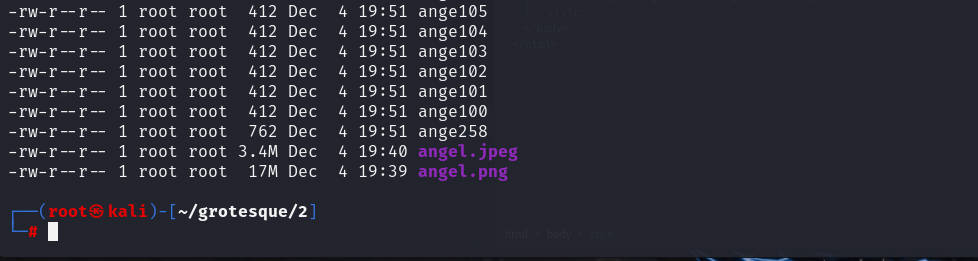 -rw-r--r-- 1 root root  412 Dec  4 19:51 ange105
-rw-r--r-- 1 root root  412 Dec  4 19:51 ange104
-rw-r--r-- 1 root root  412 Dec  4 19:51 ange103
-rw-r--r-- 1 root root  412 Dec  4 19:51 ange102
-rw-r--r-- 1 root root  412 Dec  4 19:51 ange101
-rw-r--r-- 1 root root  412 Dec  4 19:51 ange100
-rw-r--r-- 1 root root  762 Dec  4 19:51 ange258
-rw-r--r-- 1 root root 3.4M Dec  4 19:40 angel.jpeg
-rw-r--r-- 1 root root  17M Dec  4 19:39 angel.png
┌──(root㉿kali)-[~/grotesque/2]
└─#